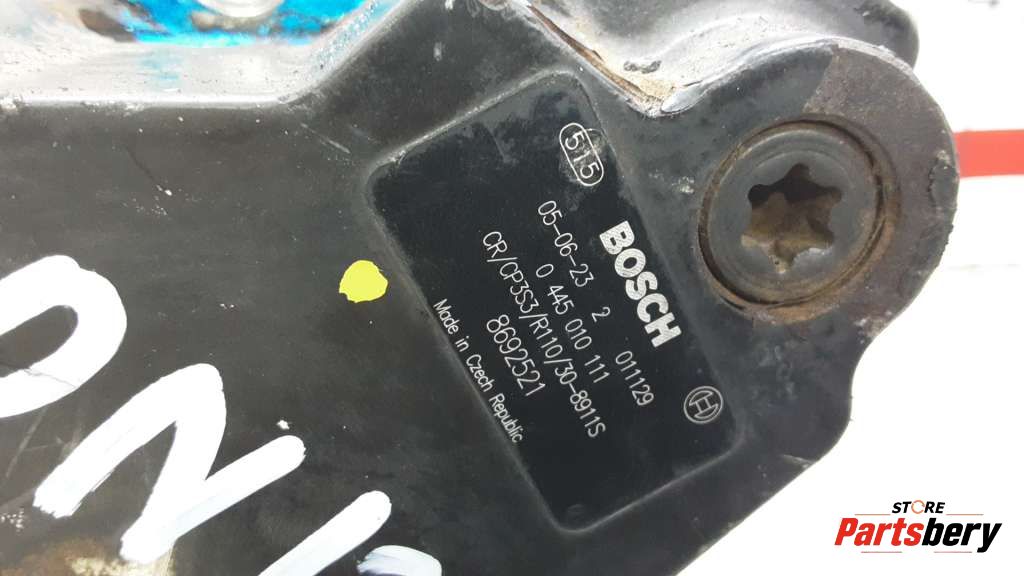 515
BOSCH
05-06-23 2 011129
0 445 010 111
CR/CP3S3/R110/30-8911S
8692521
Made in Czech Republic
STORE
Partsbery